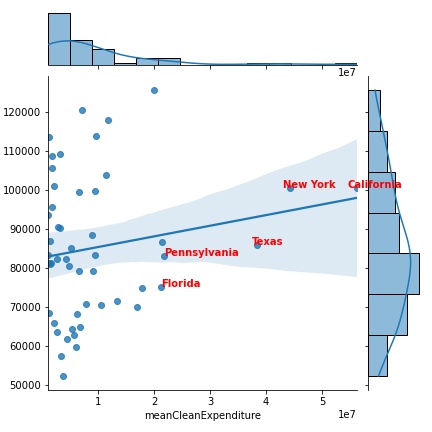 1e7
120000
110000
100000
90000
80000
70000
60000
50000
New York
California
Texas
Pennsylvania
Florida
1
2
3
4
5
1e7
meanCleanExpenditure